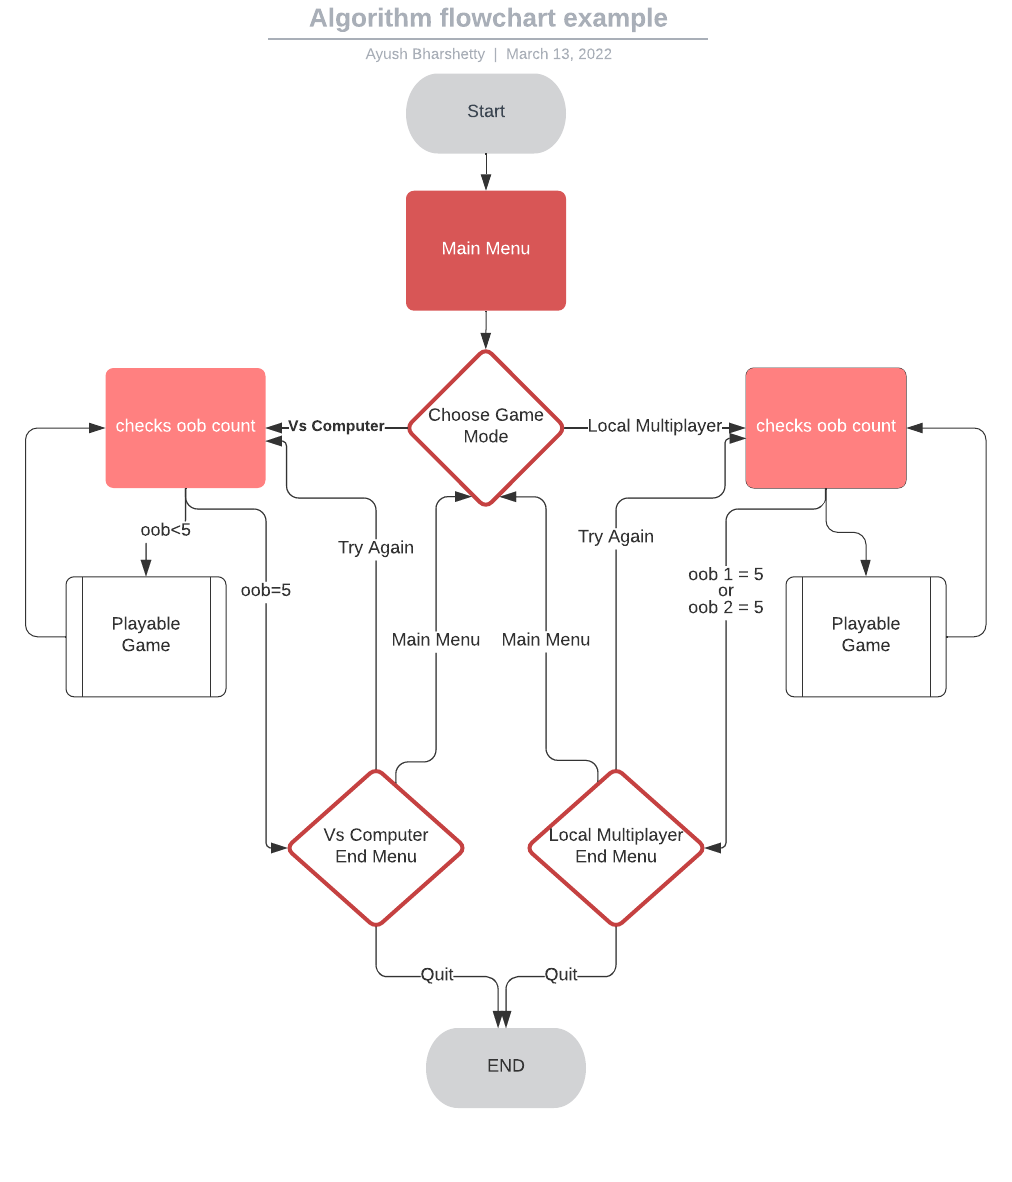 Algorithm flowchart example
Ayush Bharshetty | March 13, 2022
Start
Main Menu
Choose Game
Mode
Vs Computer
Local Multiplayer
checks oob count
checks oob count
oob<5
oob=5
Try Again
Try Again
oob 1 = 5
or
oob 2 = 5
Playable
Game
Playable
Game
Main Menu
Main Menu
Vs Computer
End Menu
Local Multiplayer
End Menu
Quit
Quit
END